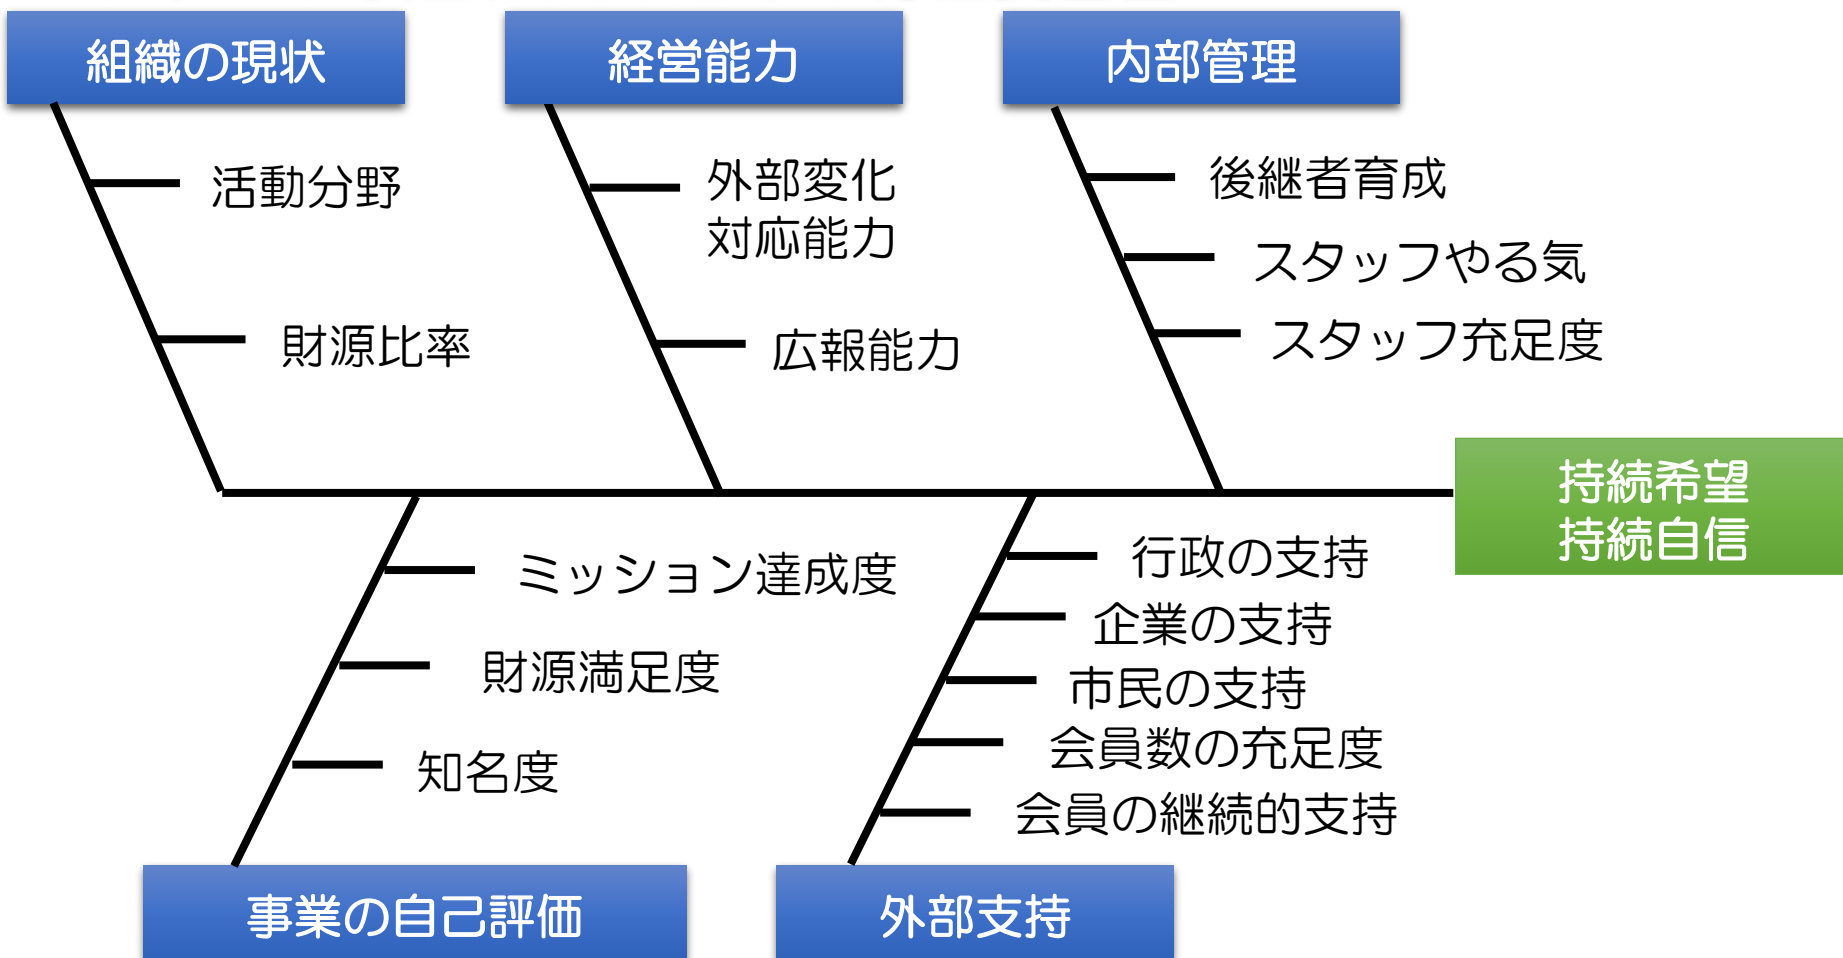 組織の現状
経営能力
内部管理
活動分野
財源比率
外部変化
対応能力
広報能力
後継者育成
スタッフやる気
スタッフ充足度
持続希望
持続自信
ミッション達成度
財源満足度
知名度
行政の支持
企業の支持
市民の支持
会員数の充足度
会員の継続的支持
事業の自己評価
外部支持